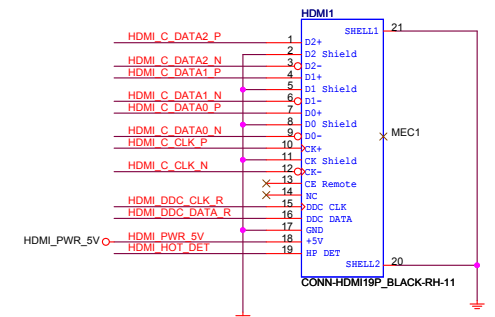 HDMI1
SHELL1 21
HDMI_C_DATA2_P 1 D2+
2 D2 Shield
HDMI_C_DATA2_N 3 D2-
HDMI_C_DATA1_P 4 D1+
5 D1 Shield
HDMI_C_DATA1_N 6 D1-
HDMI_C_DATA0_P 7 D0+
8 D0 Shield
HDMI_C_DATA0_N 9 D0-
MEC1
HDMI_C_CLK_P 10 CK+
11 CK Shield
HDMI_C_CLK_N 12 CK-
13 CE Remote
14 NC
HDMI_DDC_CLK_R 15 DDC CLK
HDMI_DDC_DATA_R 16 DDC DATA
17 GND
HDMI_PWR_5V HDMI_PWR_5V 18 +5V
HDMI_HOT_DET 19 HP DET
SHELL2 20
CONN-HDMI19P_BLACK-RH-11